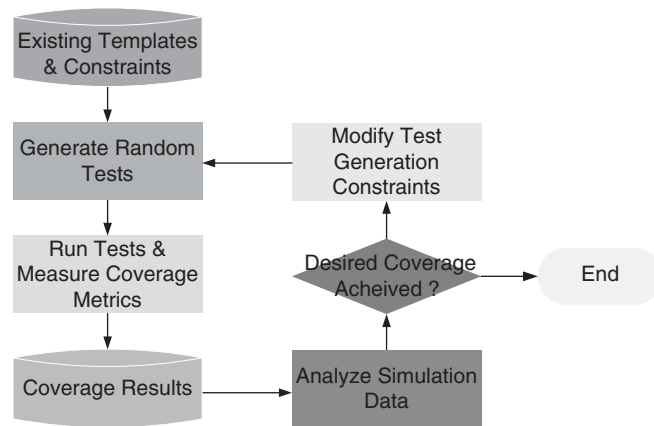 Existing Templates
& Constraints
Generate Random
Tests
Run Tests &
Measure Coverage
Metrics
Coverage Results
Analyze Simulation
Data
Desired Coverage
Acheived ?
Modify Test
Generation
Constraints
End